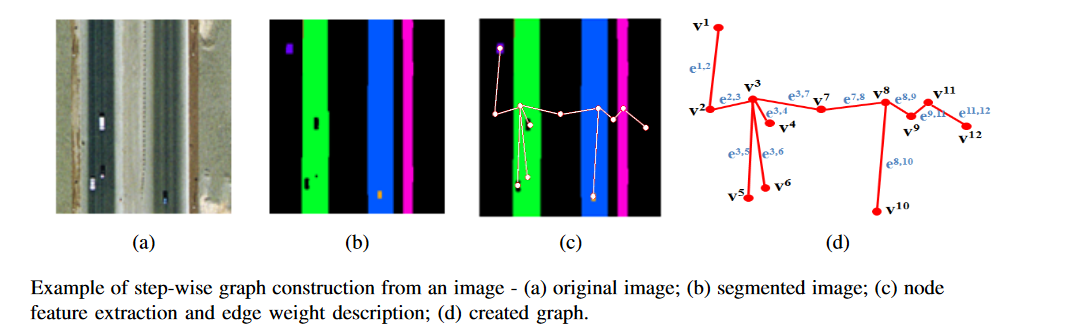 v1
e1,2
v2
e2,3
v3
e3,7
v7
e7,8
v8
e8,9
v11
e3,4
v4
v9
e9,11
e11,12
v12
e3,5
e3,6
e8,10
v5
v6
v10
(a)
(b)
(c)
(d)
Example of step-wise graph construction from an image - (a) original image; (b) segmented image; (c) node
feature extraction and edge weight description; (d) created graph.